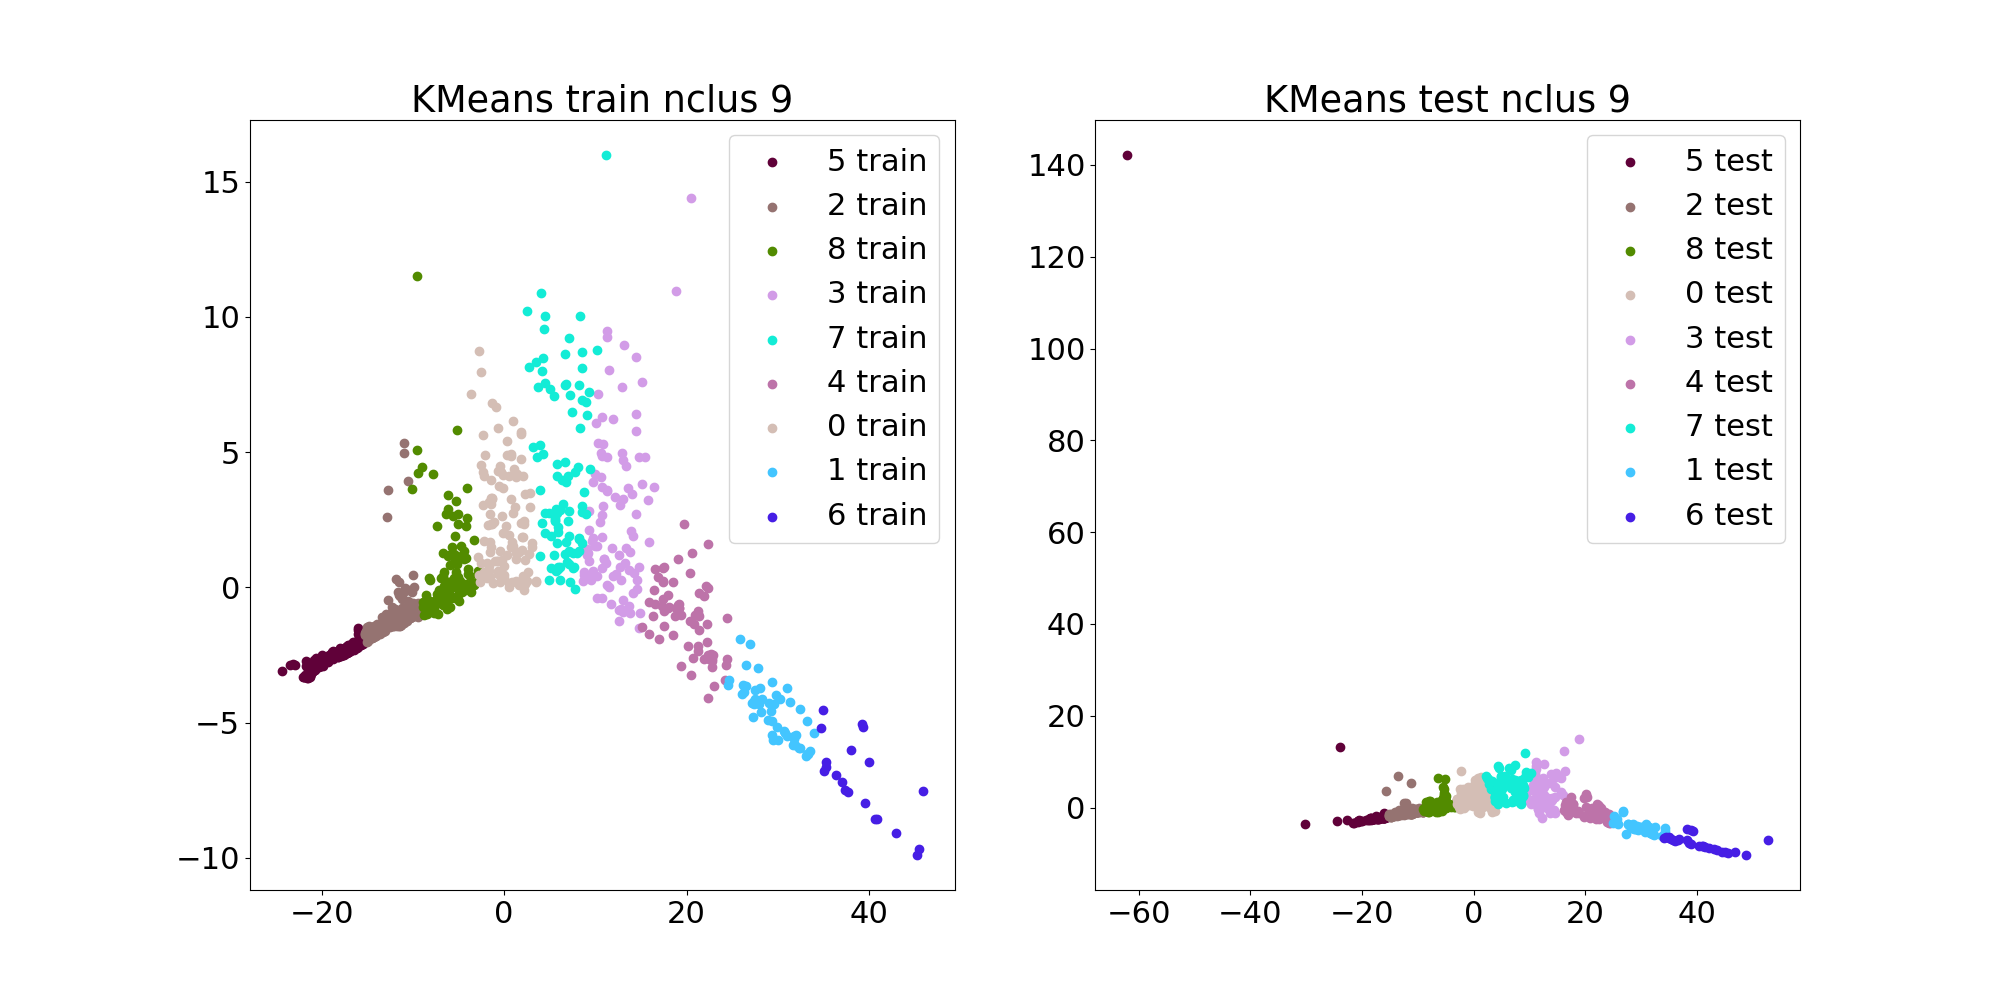 KMeans train nclus 9
15
10
5
0
−5
−10
−20
0
20
40
5 train
2 train
8 train
3 train
7 train
4 train
0 train
1 train
6 train
KMeans test nclus 9
140
120
100
80
60
40
20
0
−60
−40
−20
0
20
40
5 test
2 test
8 test
0 test
3 test
4 test
7 test
1 test
6 test